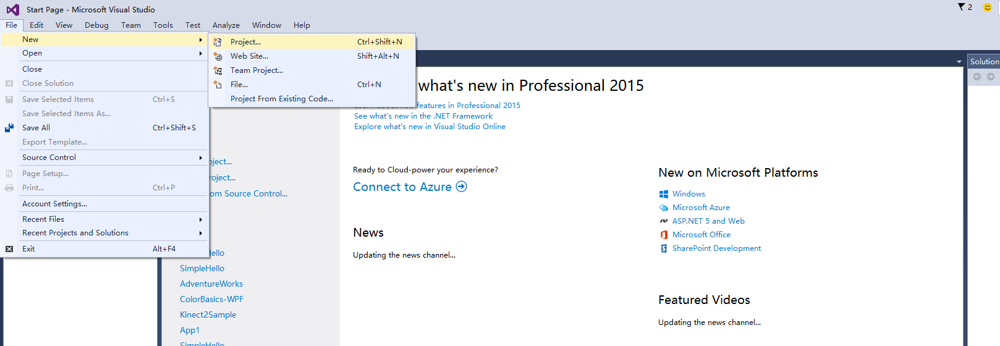 Start Page - Microsoft Visual Studio
2
File Edit View Debug Team Tools Test Analyze Window Help
New
Open
Close
Close Solution
Save Selected Items Ctrl+S
Save Selected Items As...
Save All Ctrl+Shift+S
Export Template...
Source Control
Page Setup...
Print... Ctrl+P
Account Settings...
Recent Files
Recent Projects and Solutions
Exit Alt+F4
Project... Ctrl+Shift+N
Web Site... Shift+Alt+N
Team Project...
File... Ctrl+N
Project From Existing Code...
what's new in Professional 2015
features in Professional 2015
See what's new in the .NET Framework
Explore what's new in Visual Studio Online
Solution
oject...
roject...
om Source Control...
Hello
SimpleHello
AdventureWorks
ColorBasics-WPF
Kinect2Sample
App1
SimpleHello
Ready to Cloud-power your experience?
Connect to Azure
News
Updating the news channel...
New on Microsoft Platforms
Windows
Microsoft Azure
ASP.NET 5 and Web
Microsoft Office
SharePoint Development
Featured Videos
Updating the news channel...